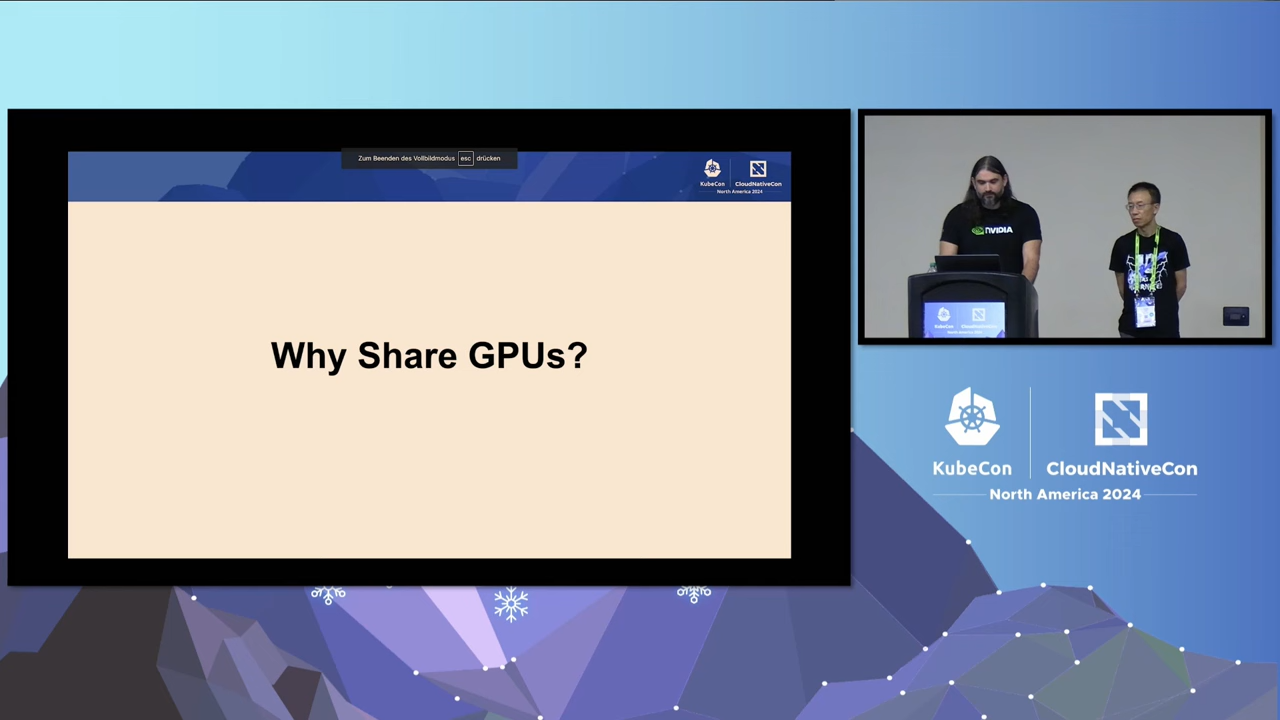 Zum Beenden des Vollbildmodus esc drücken
KubeCon
CloudNativeCon
North America 2024
Why Share GPUs?
NVIDIA
KubeCon
CloudNativeCon
North America 2024